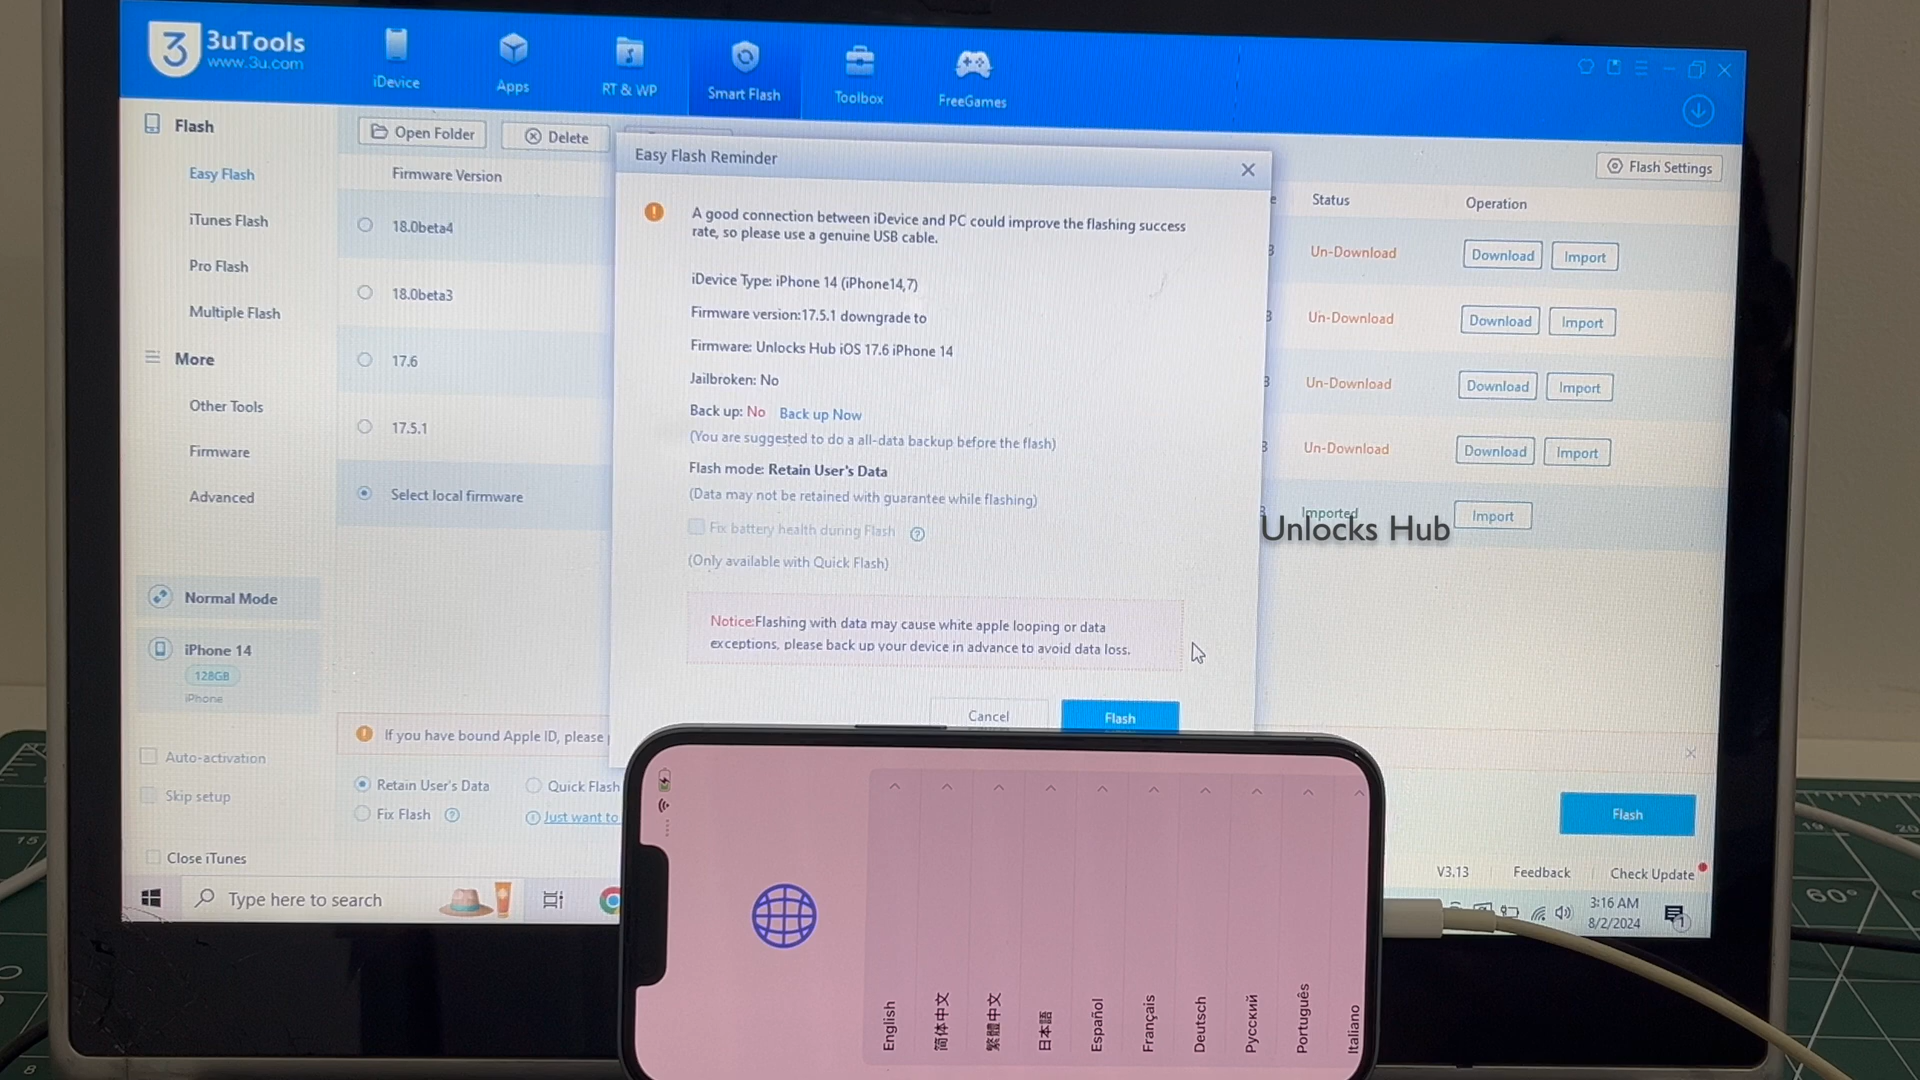 3uTools
www.3u.com
iDevice
Apps
RT & WP
Smart Flash
Toolbox
FreeGames
Flash
Easy Flash
iTunes Flash
Pro Flash
Multiple Flash
More
Other Tools
Firmware
Advanced
Normal Mode
iPhone 14
128GB
iPhone
Auto-activation
Skip setup
Close iTunes
Open Folder
Delete
Flash Settings
Firmware Version
Status
Operation
18.0beta4
Un-Download
Download
Import
18.0beta3
Un-Download
Download
Import
17.6
Un-Download
Download
Import
17.5.1
Un-Download
Download
Import
Select local firmware
Imported
Import
Unlocks Hub
Easy Flash Reminder
A good connection between iDevice and PC could improve the flashing success
rate, so please use a genuine USB cable.
iDevice Type: iPhone 14 (iPhone14,7)
Firmware version:17.5.1 downgrade to
Firmware: Unlocks Hub iOS 17.6 iPhone 14
Jailbroken: No
Back up: No Back up Now
(You are suggested to do a all-data backup before the flash)
Flash mode: Retain User's Data
(Data may not be retained with guarantee while flashing)
Fix battery health during Flash
(Only available with Quick Flash)
Notice:Flashing with data may cause white apple looping or data
exceptions, please back up your device in advance to avoid data loss.
Cancel
Flash
If you have bound Apple ID, please
Retain User's Data
Quick Flash
Fix Flash
Just want to
Flash
V3.13
Feedback
Check Update
Type here to search
3:16 AM
8/2/2024
1
English
简体中文
繁體中文
日本語
Español
Français
Deutsch
Русский
Português
Italiano
15
19
20
60°
8